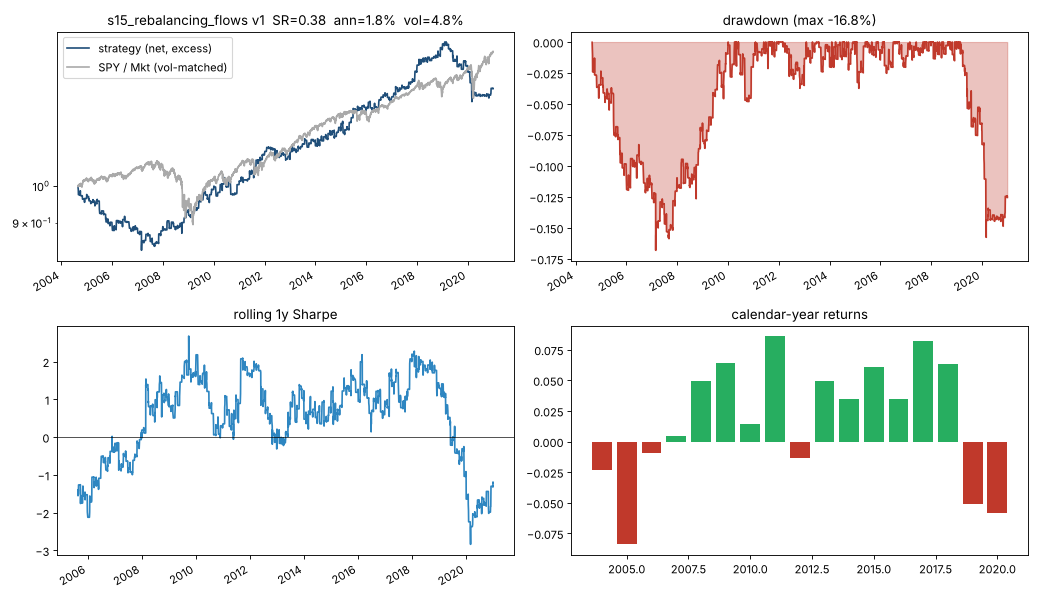 s15_rebalancing_flows v1 SR=0.38 ann=1.8% vol=4.8%
strategy (net, excess)
SPY / Mkt (vol-matched)
10⁰
9 × 10⁻¹
2004 2006 2008 2010 2012 2014 2016 2018 2020
drawdown (max -16.8%)
0.000
−0.025
−0.050
−0.075
−0.100
−0.125
−0.150
−0.175
2004 2006 2008 2010 2012 2014 2016 2018 2020
rolling 1y Sharpe
2
1
0
−1
−2
−3
2006 2008 2010 2012 2014 2016 2018 2020
calendar-year returns
0.075
0.050
0.025
0.000
−0.025
−0.050
−0.075
2005.0 2007.5 2010.0 2012.5 2015.0 2017.5 2020.0